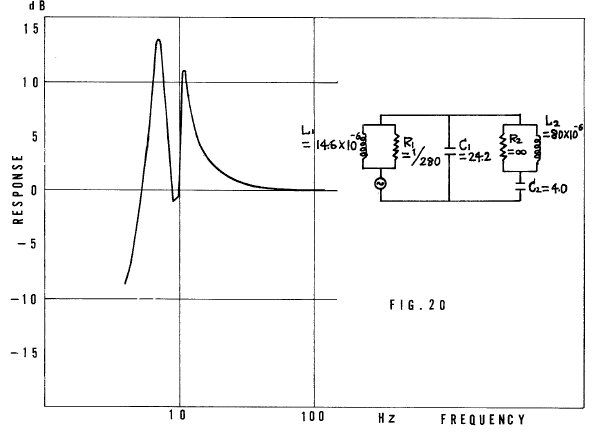 dB
15
10
5
0
-5
-10
-15
RESPONSE
10
100
Hz
FREQUENCY
L1
= 14.6×10⁻⁶
R1
= 1/280
C1
= 24.2
R2
= ∞
L2
= 80×10⁻⁶
C2 = 4.0
FIG. 20